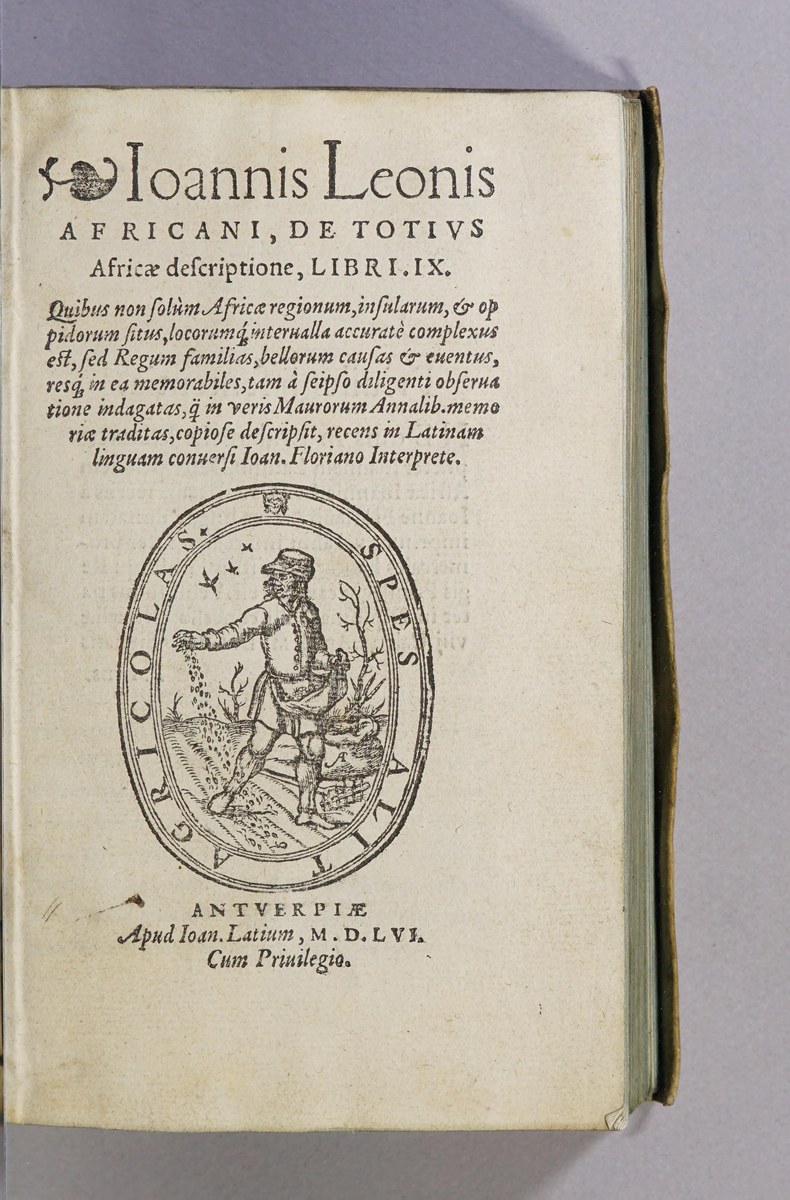 Ioannis Leonis
AFRICANI, DE TOTIVS
Africæ deſcriptione, LIBRI. IX.
Quibus non ſolùm Africæ regionum, inſularum, & op
pidorum ſitus, locorumq́; interualla accuratè complexus
eſt, ſed Regum familias, bellorum cauſas & euentus,
resq́; in ea memorabiles, tam à ſeipſo diligenti obſerua
tione indagatas, q̈ in veris Maurorum Annalib. memo
riæ traditas, copioſe deſcripſit, recens in Latinam
linguam conuerſi Ioan. Floriano Interprete.
SPES ALIT AGRICOLAS.
A
ANTVERPIÆ
Apud Ioan. Latium, M. D. LVI.
Cum Priuilegio.